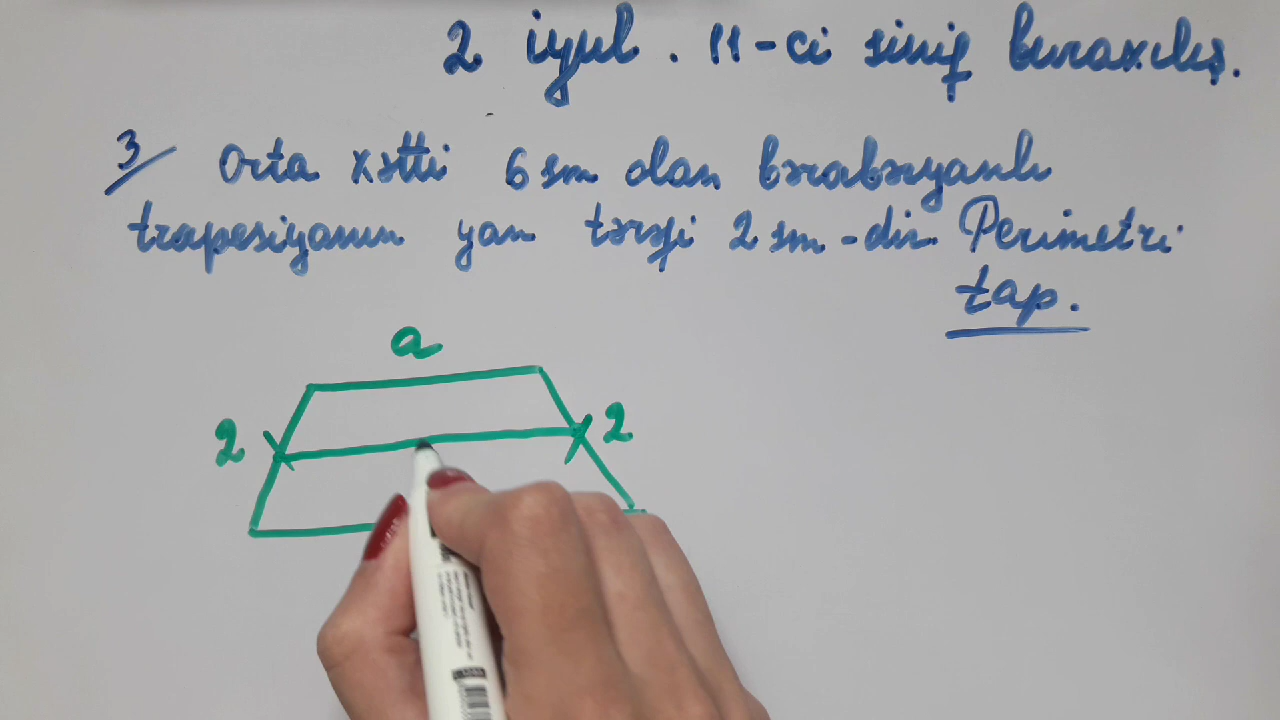 2 iyul. 11-ci sinif buraxılış.
3/ Orta xətti 6 sm olan bərabəryanlı
trapesiyanın yan tərəfi 2 sm-dir. Perimetri
tap.
a
2
2